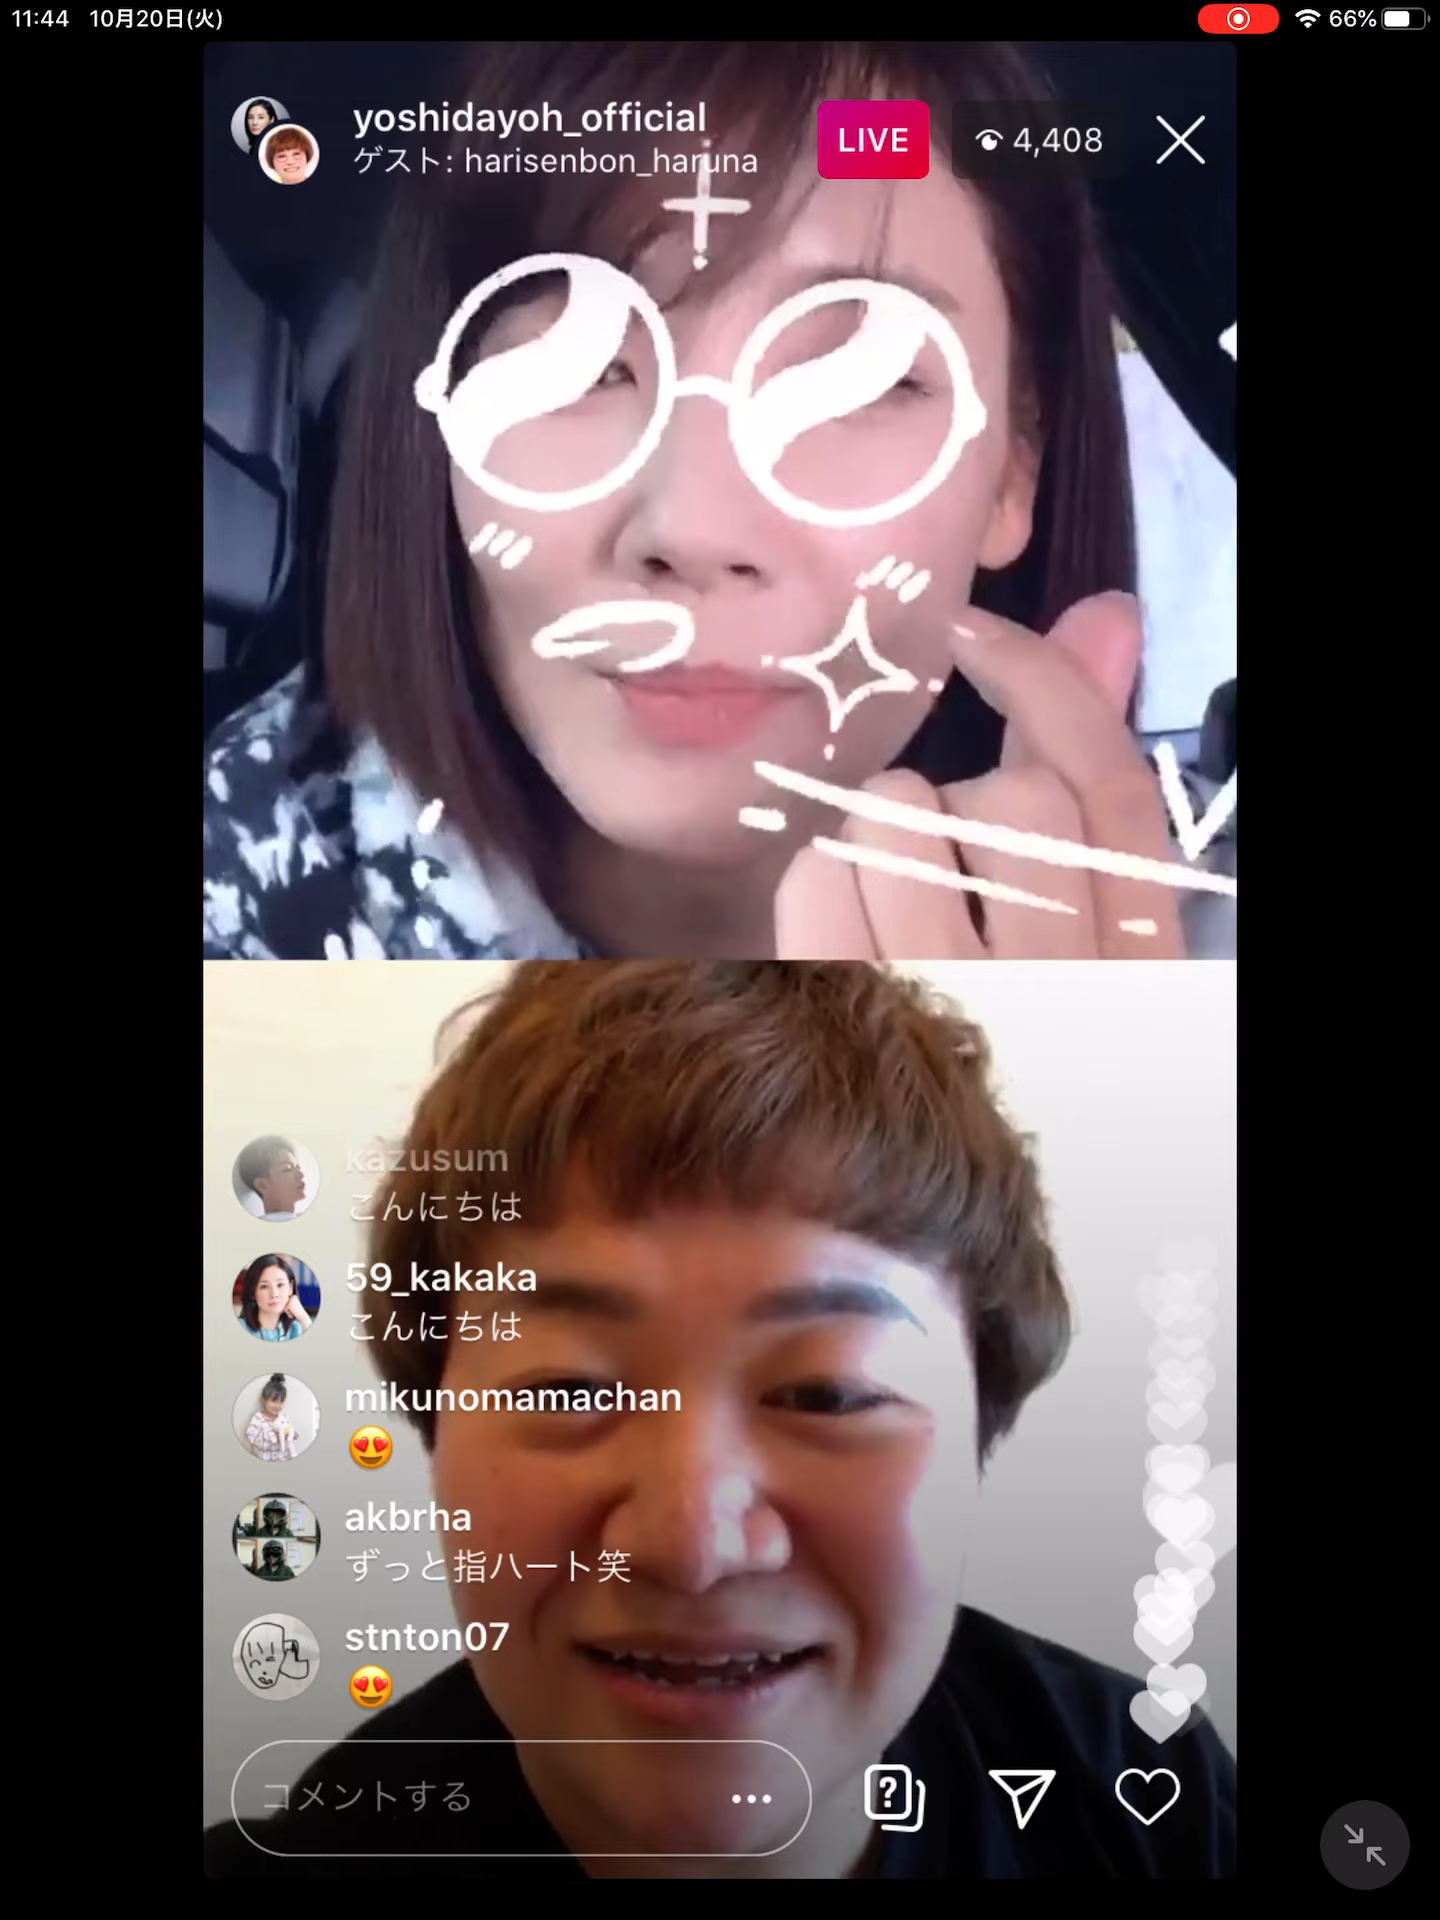 11:44 10月20日(火)
66%
yoshidayoh_official
ゲスト: harisenbon_haruna
LIVE
4,408
kazusum
こんにちは
59_kakaka
こんにちは
mikunomamachan
😍
akbrha
ずっと指ハート笑
stnton07
😍
コメントする